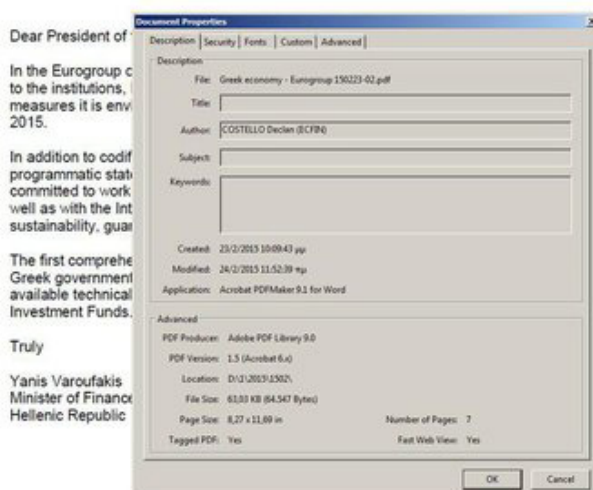 Dear President of
In the Eurogroup c
to the institutions,
measures it is envi
2015.
In addition to codif
programmatic state
committed to work
well as with the Int
sustainability, guar
The first comprehe
Greek government
available technical
Investment Funds.
Truly
Yanis Varoufakis
Minister of Finance
Hellenic Republic
Document Properties
Description Security Fonts Custom Advanced
Description
File: Greek economy - Eurogroup 150223-02.pdf
Title:
Author: COSTELLO Declan (ECFIN)
Subject:
Keywords:
Created: 23/2/2015 10:09:43 μμ
Modified: 24/2/2015 11:52:39 πμ
Application: Acrobat PDFMaker 9.1 for Word
Advanced
PDF Producer: Adobe PDF Library 9.0
PDF Version: 1.5 (Acrobat 6.x)
Location: D:\1\2015\1502\
File Size: 63,03 KB (64.547 Bytes)
Page Size: 8,27 x 11,69 in Number of Pages: 7
Tagged PDF: Yes Fast Web View: Yes
OK Cancel